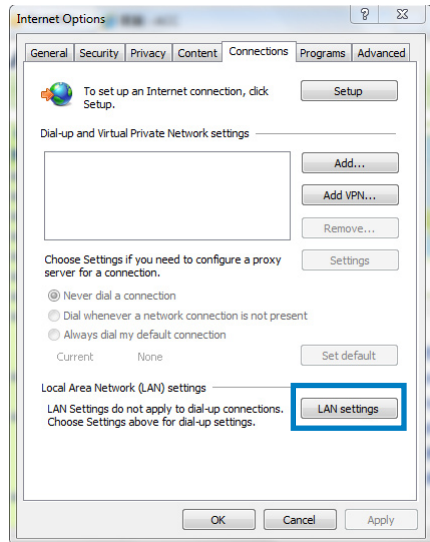 Internet Options
General Security Privacy Content Connections Programs Advanced
To set up an Internet connection, click
Setup.
Setup
Dial-up and Virtual Private Network settings
Add...
Add VPN...
Remove...
Choose Settings if you need to configure a proxy
server for a connection.
Settings
Never dial a connection
Dial whenever a network connection is not present
Always dial my default connection
Current None
Set default
Local Area Network (LAN) settings
LAN Settings do not apply to dial-up connections.
Choose Settings above for dial-up settings.
LAN settings
OK Cancel Apply